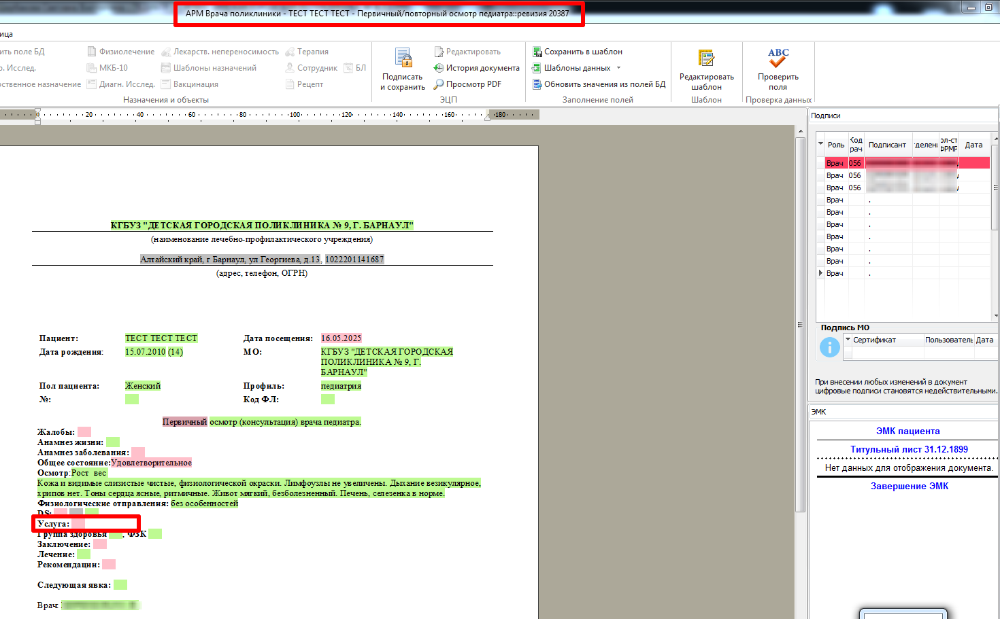 АРМ Врача поликлиники - ТЕСТ ТЕСТ ТЕСТ - Первичный/повторный осмотр педиатра::ревизия 20387
ица
ить поле БД
Физиолечение
Лекарств. непереносимость
Терапия
р. Исслед.
МКБ-10
Шаблоны назначений
Сотрудник
БЛ
рственное назначение
Диагн. Исслед.
Вакцинация
Рецепт
Назначения и объекты
Подписать
и сохранить
Редактировать
История документа
Просмотр PDF
ЭЦП
Сохранить в шаблон
Шаблоны данных
Обновить значения из полей БД
Заполнение полей
Редактировать
шаблон
Шаблон
ABC
Проверить
поля
Проверка данных
0 20 40 60 80 100 120 140 160 180
КГБУЗ "ДЕТСКАЯ ГОРОДСКАЯ ПОЛИКЛИНИКА № 9, Г. БАРНАУЛ"
(наименование лечебно-профилактического учреждения)
Алтайский край, г Барнаул, ул Георгиева, д.13, 1022201141687
(адрес, телефон, ОГРН)
Пациент: ТЕСТ ТЕСТ ТЕСТ Дата посещения: 16.05.2025
Дата рождения: 15.07.2010 (14) МО: КГБУЗ "ДЕТСКАЯ ГОРОДСКАЯ
ПОЛИКЛИНИКА № 9, Г.
БАРНАУЛ"
Пол пациента: Женский Профиль: педиатрия
№: Код ФЛ:
Первичный осмотр (консультация) врача педиатра.
Жалобы:
Анамнез жизни:
Анамнез заболевания:
Общее состояние:Удовлетворительное
Осмотр:Рост вес
Кожа и видимые слизистые чистые, физиологической окраски. Лимфоузлы не увеличены. Дыхание везикулярное,
хрипов нет. Тоны сердца ясные, ритмичные. Живот мягкий, безболезненный. Печень, селезенка в норме.
Физиологические отправления: без особенностей
DS:
Услуга:
Группа здоровья , ФЗК
Заключение:
Лечение:
Рекомендации:
Следующая явка:
Врач:
Подписи
Роль Код рач Подписант тделени ол-ст ФРМР Дата
Врач 056
Врач 056
Врач 056
Врач .
Врач .
Врач .
Врач .
Врач .
Врач .
Врач .
Подпись МО
Сертификат Пользователь Дата
При внесении любых изменений в документ
цифровые подписи становятся недействительными.
ЭМК
ЭМК пациента
Титульный лист 31.12.1899
Нет данных для отображения документа.
Завершение ЭМК